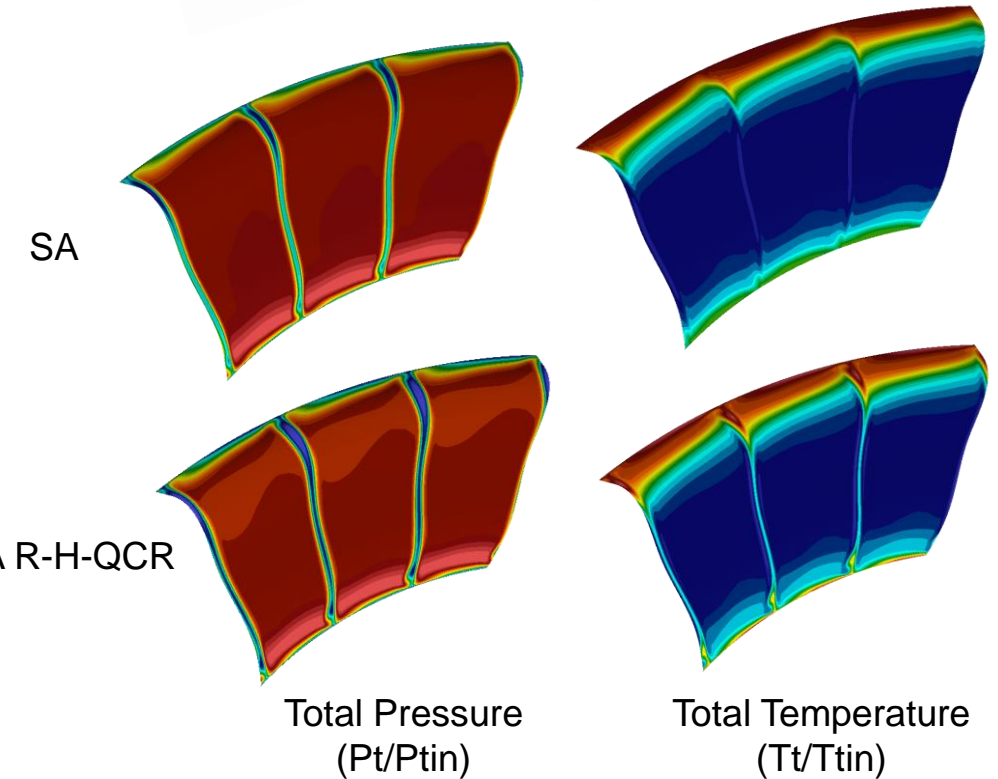 SA
A R-H-QCR
Total Pressure
(Pt/Ptin)
Total Temperature
(Tt/Ttin)